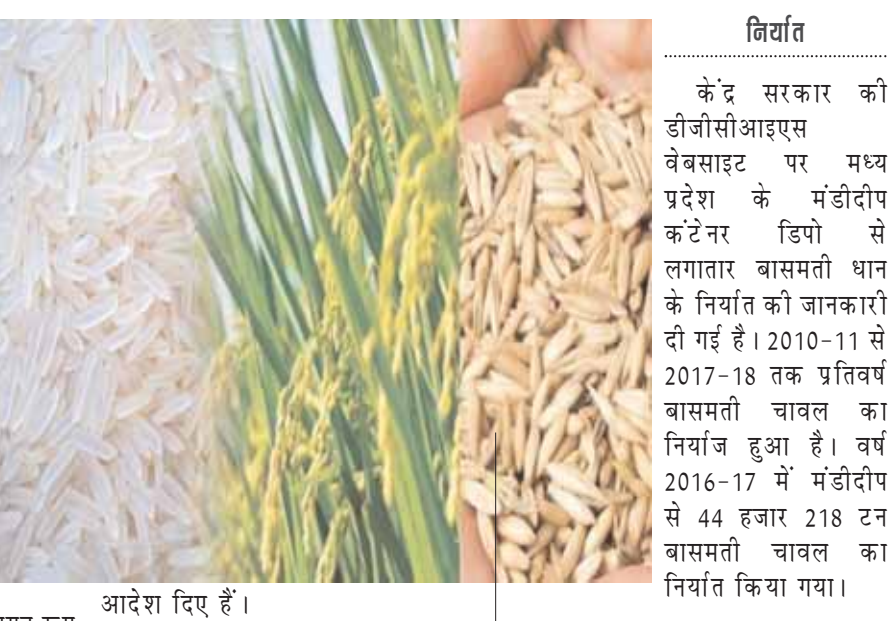 निर्यात
केंद्र सरकार की
डीजीसीआइएस
वेबसाइट पर मध्य
प्रदेश के मंडीदीप
कंटेनर डिपो से
लगातार बासमती धान
के निर्यात की जानकारी
दी गई है। 2010-11 से
2017-18 तक प्रतिवर्ष
बासमती चावल का
निर्याज हुआ है। वर्ष
2016-17 में मंडीदीप
से 44 हजार 218 टन
बासमती चावल का
निर्यात किया गया।
आदेश दिए हैं।